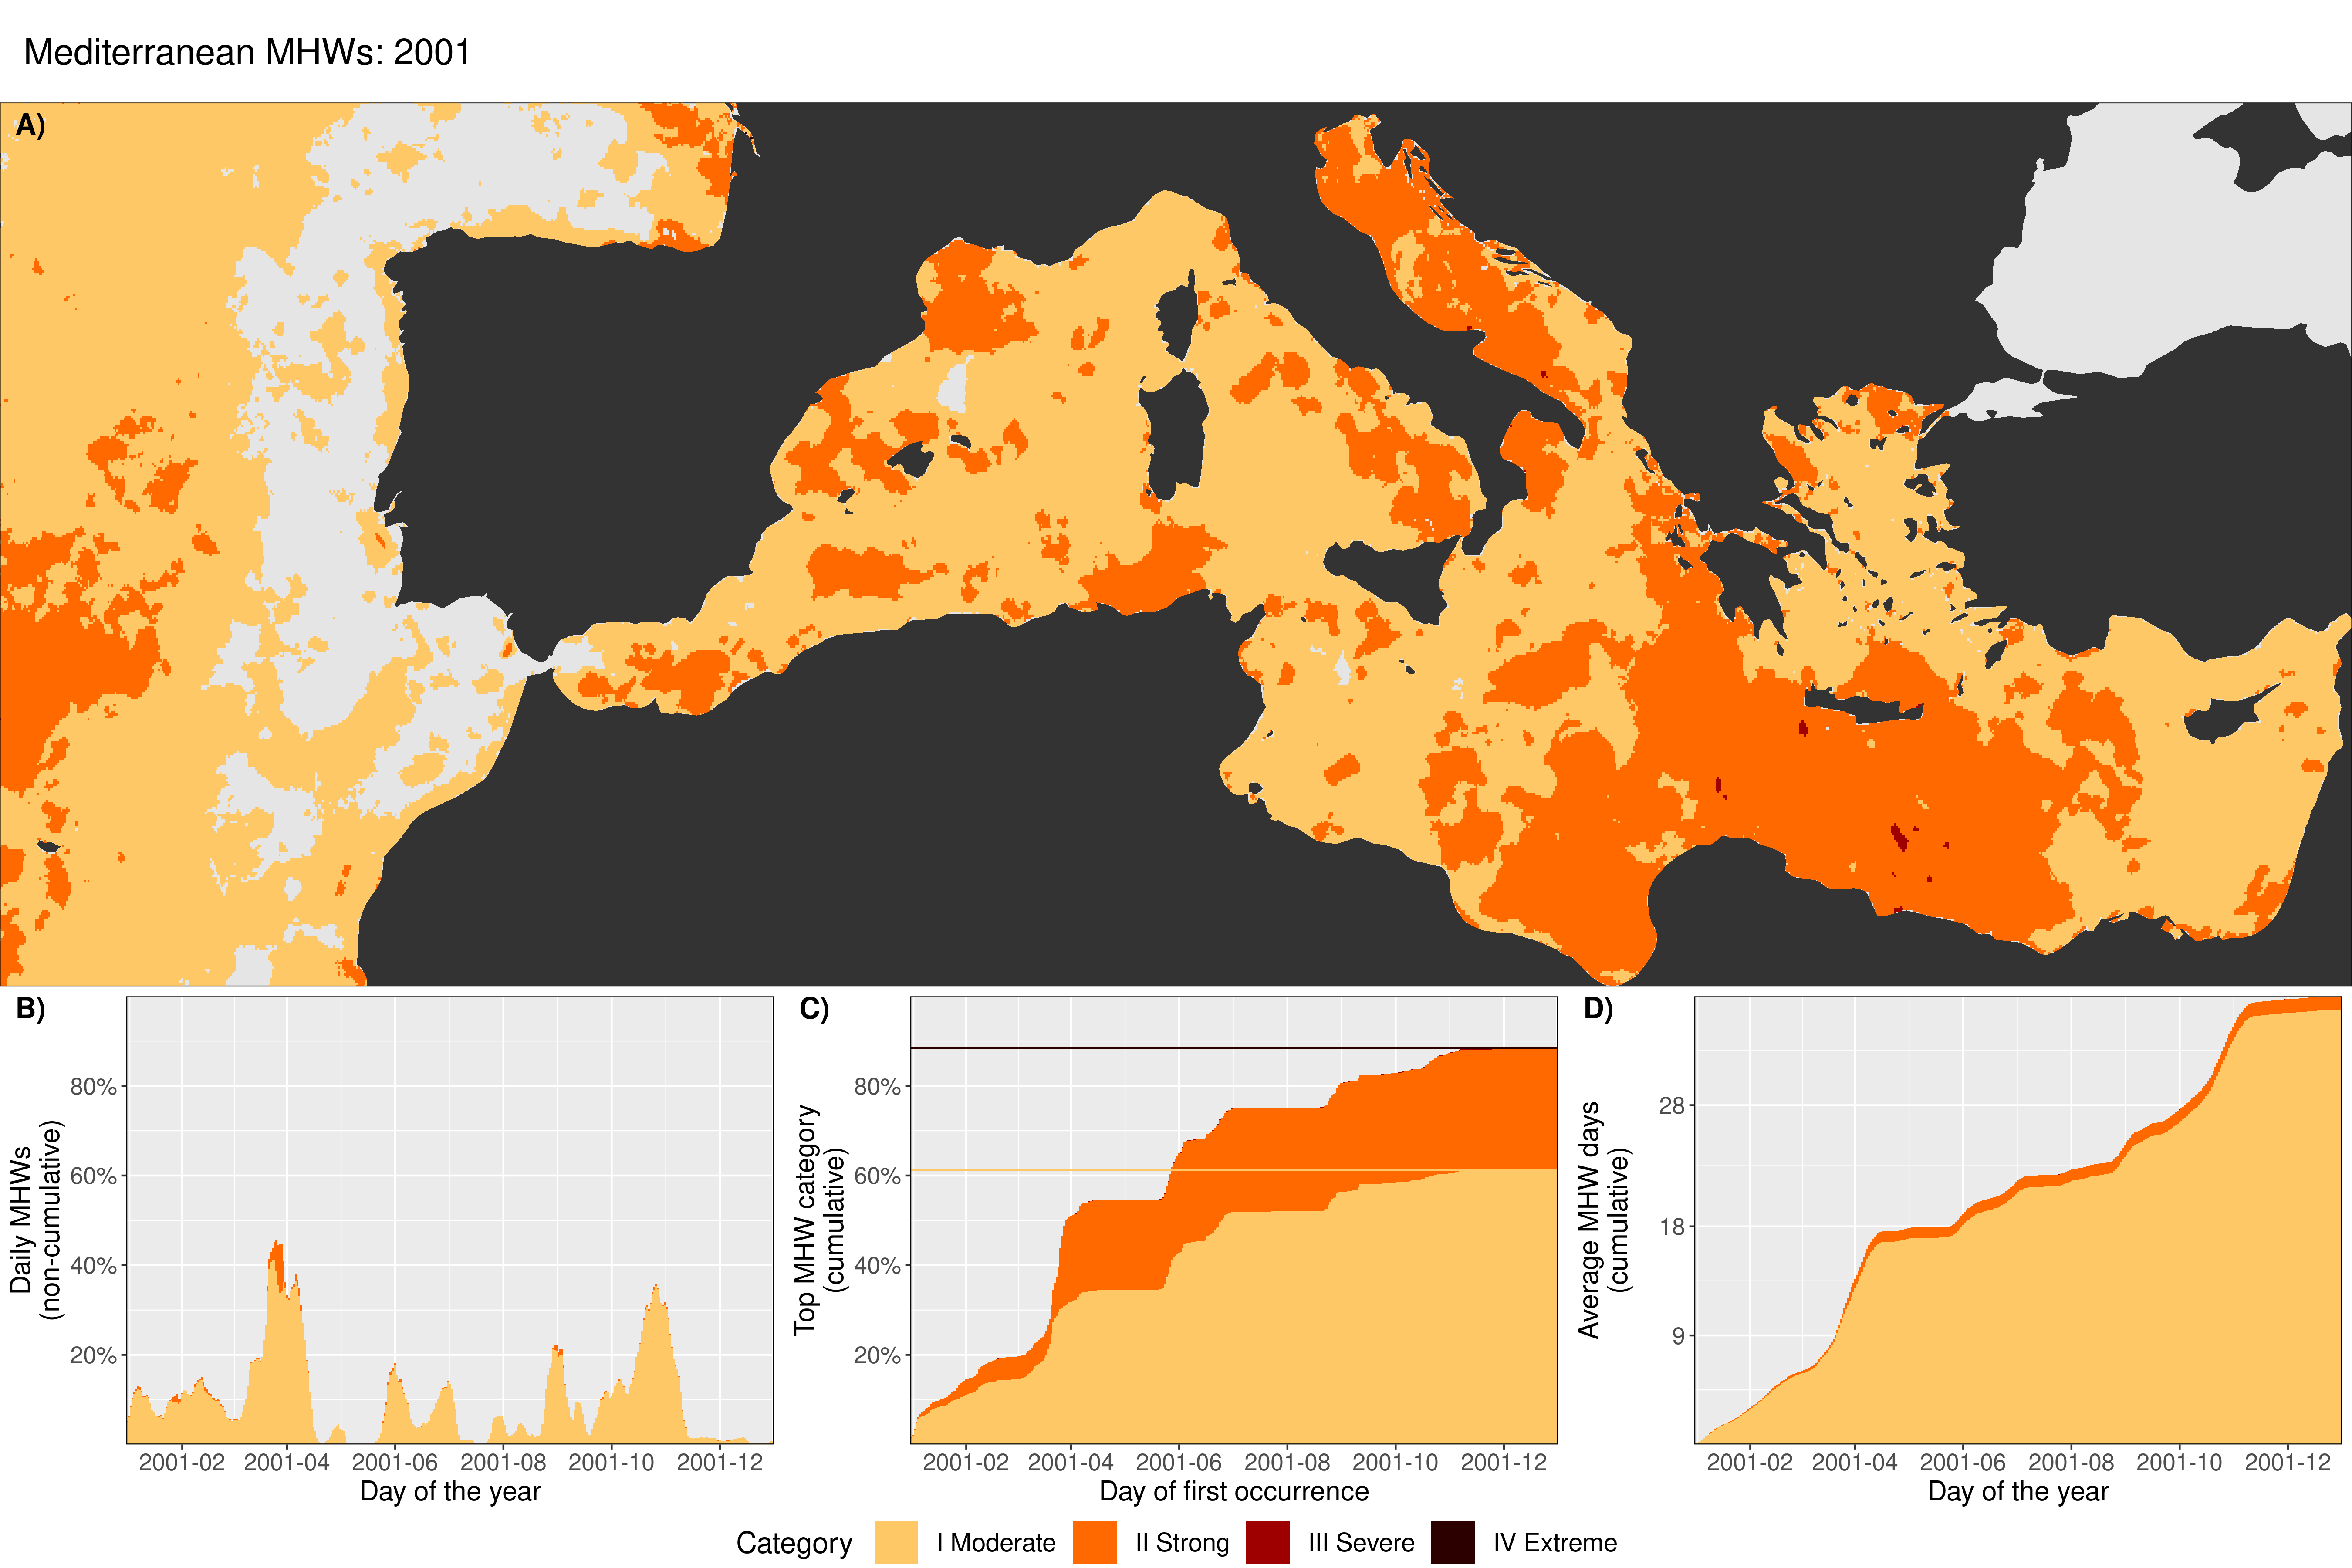 Mediterranean MHWs: 2001
A)
B)
Daily MHWs
(non-cumulative)
80%
60%
40%
20%
2001-02 2001-04 2001-06 2001-08 2001-10 2001-12
Day of the year
C)
Top MHW category
(cumulative)
80%
60%
40%
20%
2001-02 2001-04 2001-06 2001-08 2001-10 2001-12
Day of first occurrence
D)
Average MHW days
(cumulative)
28
18
9
2001-02 2001-04 2001-06 2001-08 2001-10 2001-12
Day of the year
Category I Moderate II Strong III Severe IV Extreme